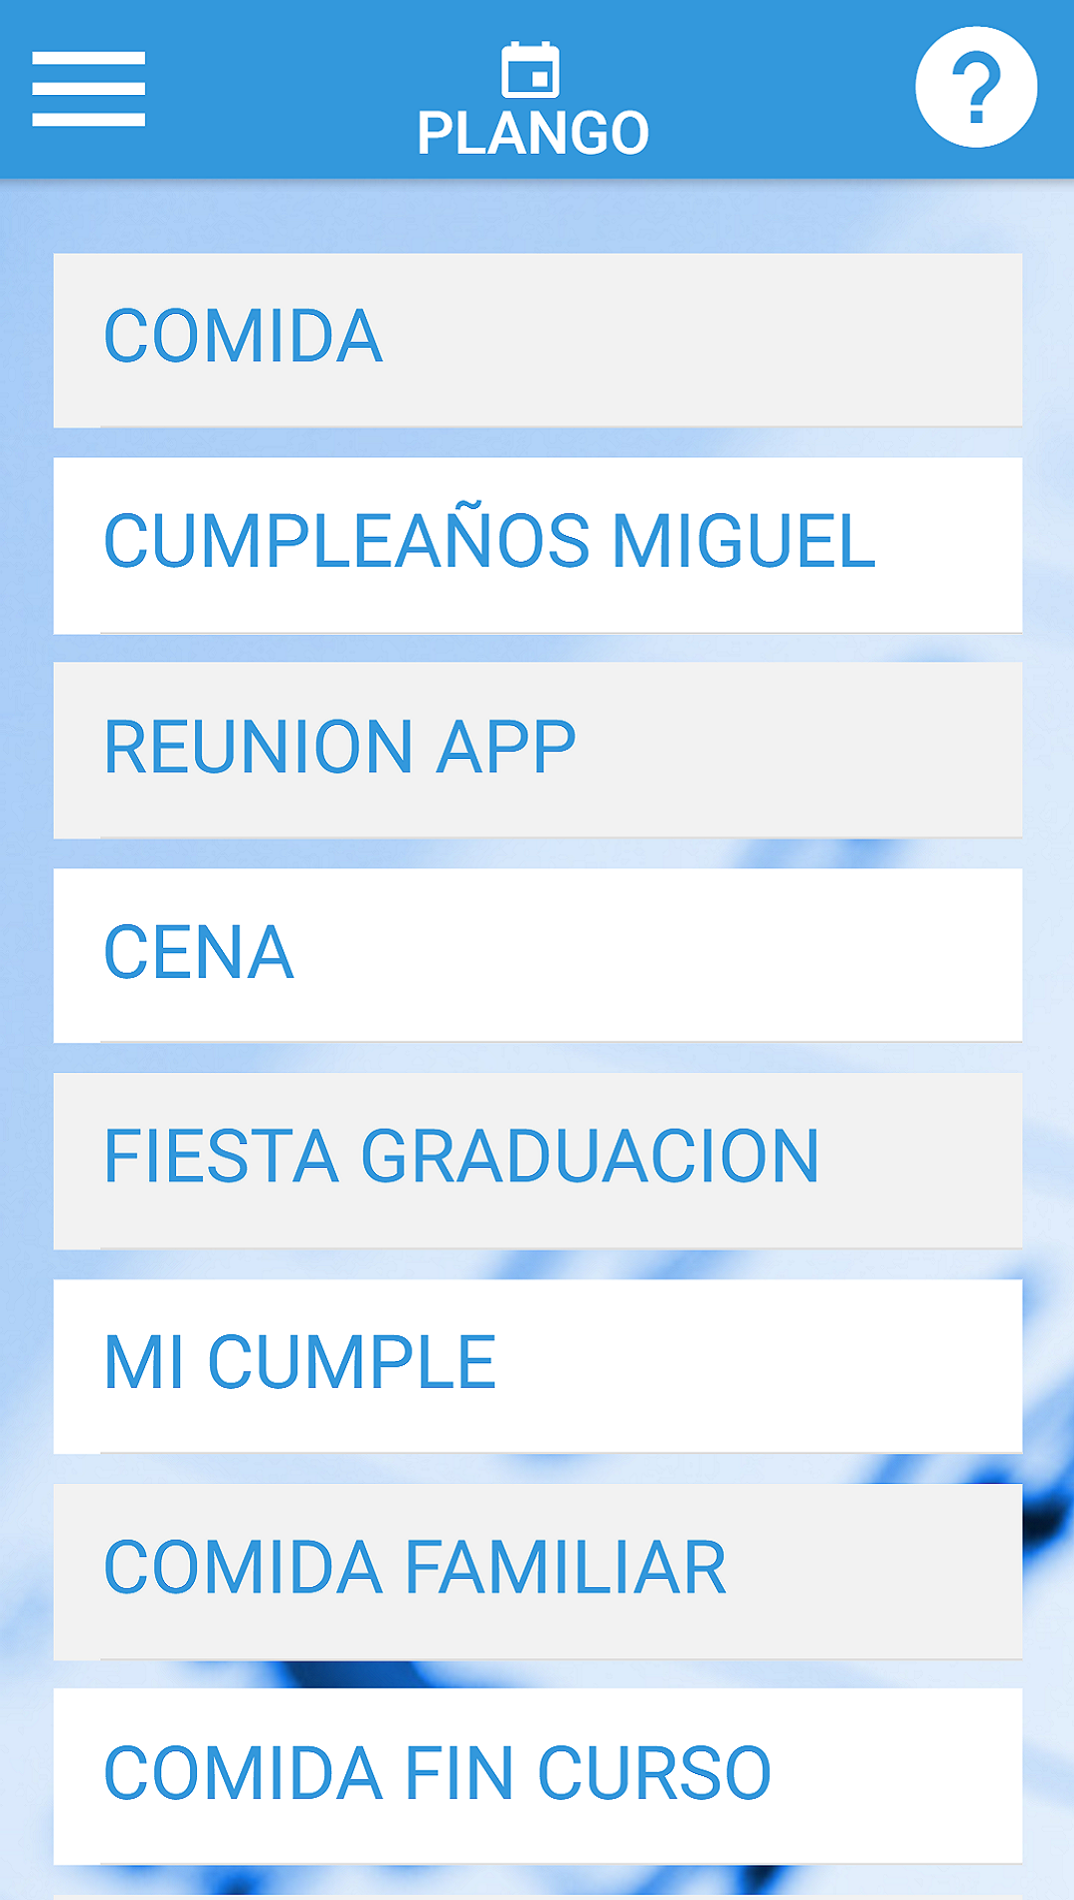 PLANGO
?
COMIDA
CUMPLEAÑOS MIGUEL
REUNION APP
CENA
FIESTA GRADUACION
MI CUMPLE
COMIDA FAMILIAR
COMIDA FIN CURSO